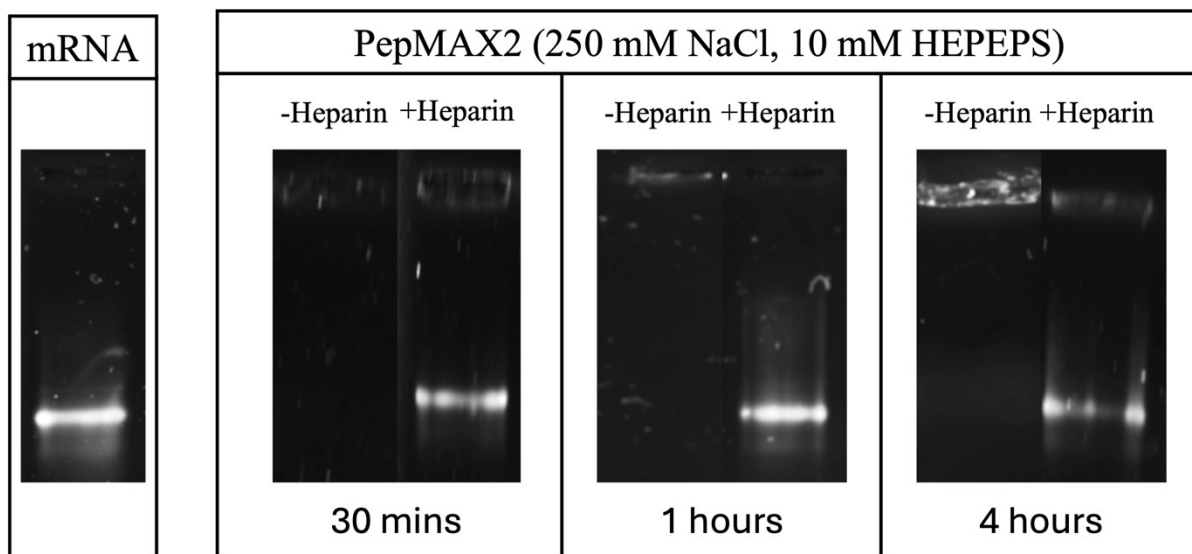 mRNA
PepMAX2 (250 mM NaCl, 10 mM HEPEPS)
-Heparin +Heparin
-Heparin +Heparin
-Heparin +Heparin
30 mins
1 hours
4 hours